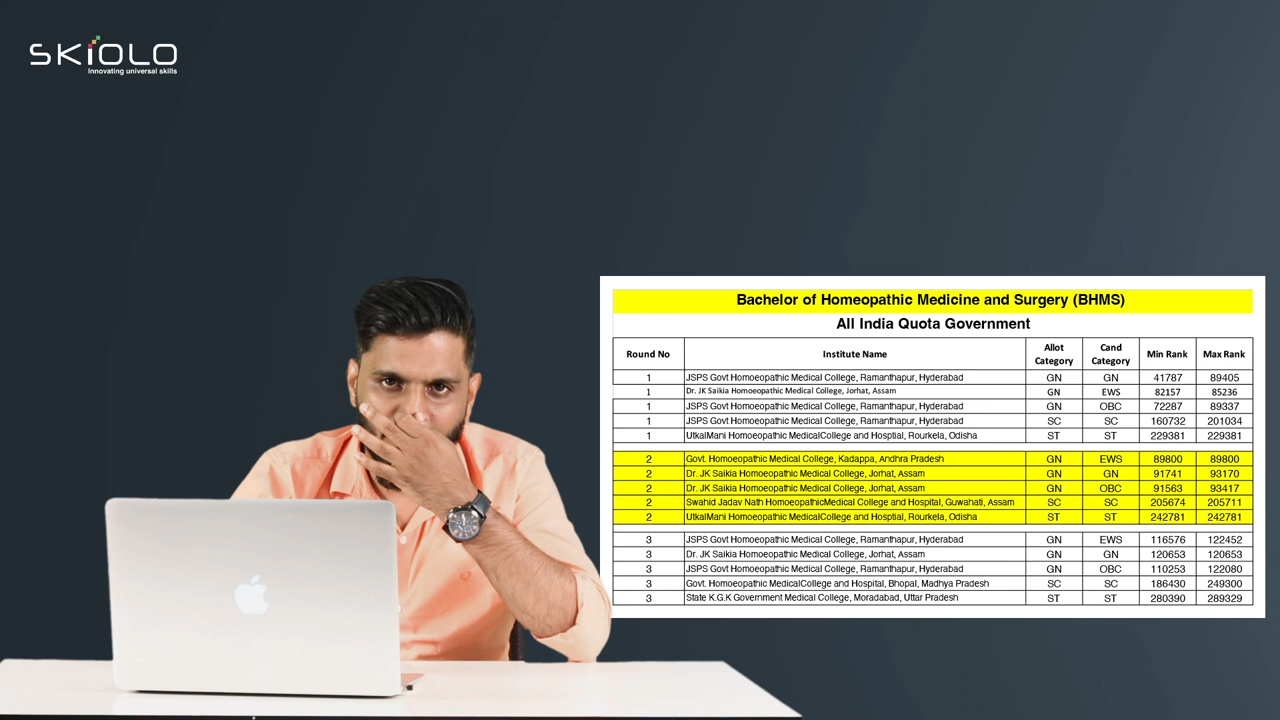 SKiOLO
Innovating universal skills
Bachelor of Homeopathic Medicine and Surgery (BHMS)
All India Quota Government
Round No Institute Name Allot Category Cand Category Min Rank Max Rank
1 JSPS Govt Homoeopathic Medical College, Ramanthapur, Hyderabad GN GN 41787 89405
1 Dr. JK Saikia Homoeopathic Medical College, Jorhat, Assam GN EWS 82157 85236
1 JSPS Govt Homoeopathic Medical College, Ramanthapur, Hyderabad GN OBC 72287 89337
1 JSPS Govt Homoeopathic Medical College, Ramanthapur, Hyderabad SC SC 160732 201034
1 UtkalMani Homoeopathic MedicalCollege and Hosptial, Rourkela, Odisha ST ST 229381 229381
2 Govt. Homoeopathic Medical College, Kadappa, Andhra Pradesh GN EWS 89800 89800
2 Dr. JK Saikia Homoeopathic Medical College, Jorhat, Assam GN GN 91741 93170
2 Dr. JK Saikia Homoeopathic Medical College, Jorhat, Assam GN OBC 91563 93417
2 Swahid Jadav Nath HomoeopathicMedical College and Hospital, Guwahati, Assam SC SC 205674 205711
2 UtkalMani Homoeopathic MedicalCollege and Hosptial, Rourkela, Odisha ST ST 242781 242781
3 JSPS Govt Homoeopathic Medical College, Ramanthapur, Hyderabad GN EWS 116576 122452
3 Dr. JK Saikia Homoeopathic Medical College, Jorhat, Assam GN GN 120653 120653
3 JSPS Govt Homoeopathic Medical College, Ramanthapur, Hyderabad GN OBC 110253 122080
3 Govt. Homoeopathic MedicalCollege and Hospital, Bhopal, Madhya Pradesh SC SC 186430 249300
3 State K.G.K Government Medical College, Moradabad, Uttar Pradesh ST ST 280390 289329